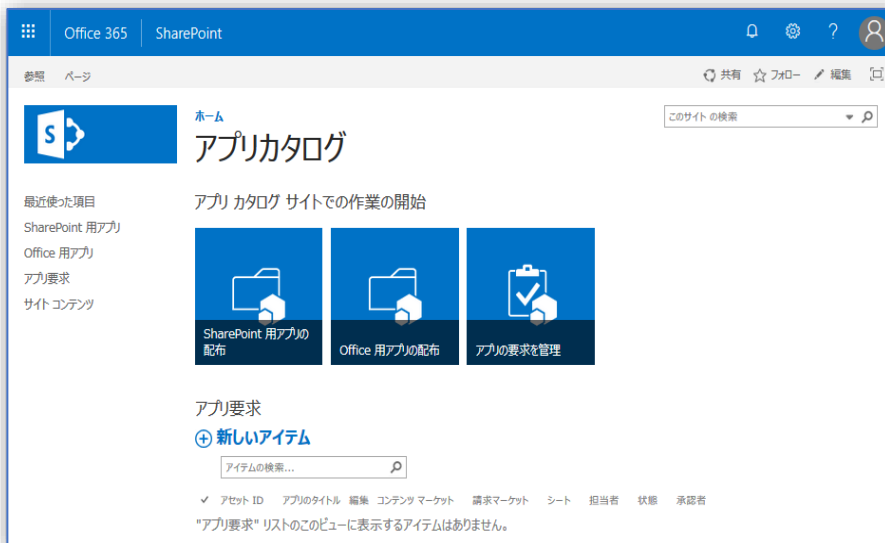 Office 365 SharePoint ?
参照 ページ 共有 フォロー 編集
S ホーム このサイト の検索
アプリカタログ
最近使った項目 アプリ カタログ サイトでの作業の開始
SharePoint 用アプリ
Office 用アプリ
アプリ要求
サイト コンテンツ
SharePoint 用アプリの
配布
Office 用アプリの配布
アプリの要求を管理
アプリ要求
新しいアイテム
アイテムの検索...
アセット ID アプリのタイトル 編集 コンテンツ マーケット 請求マーケット シート 担当者 状態 承認者
"アプリ要求" リストのこのビューに表示するアイテムはありません。